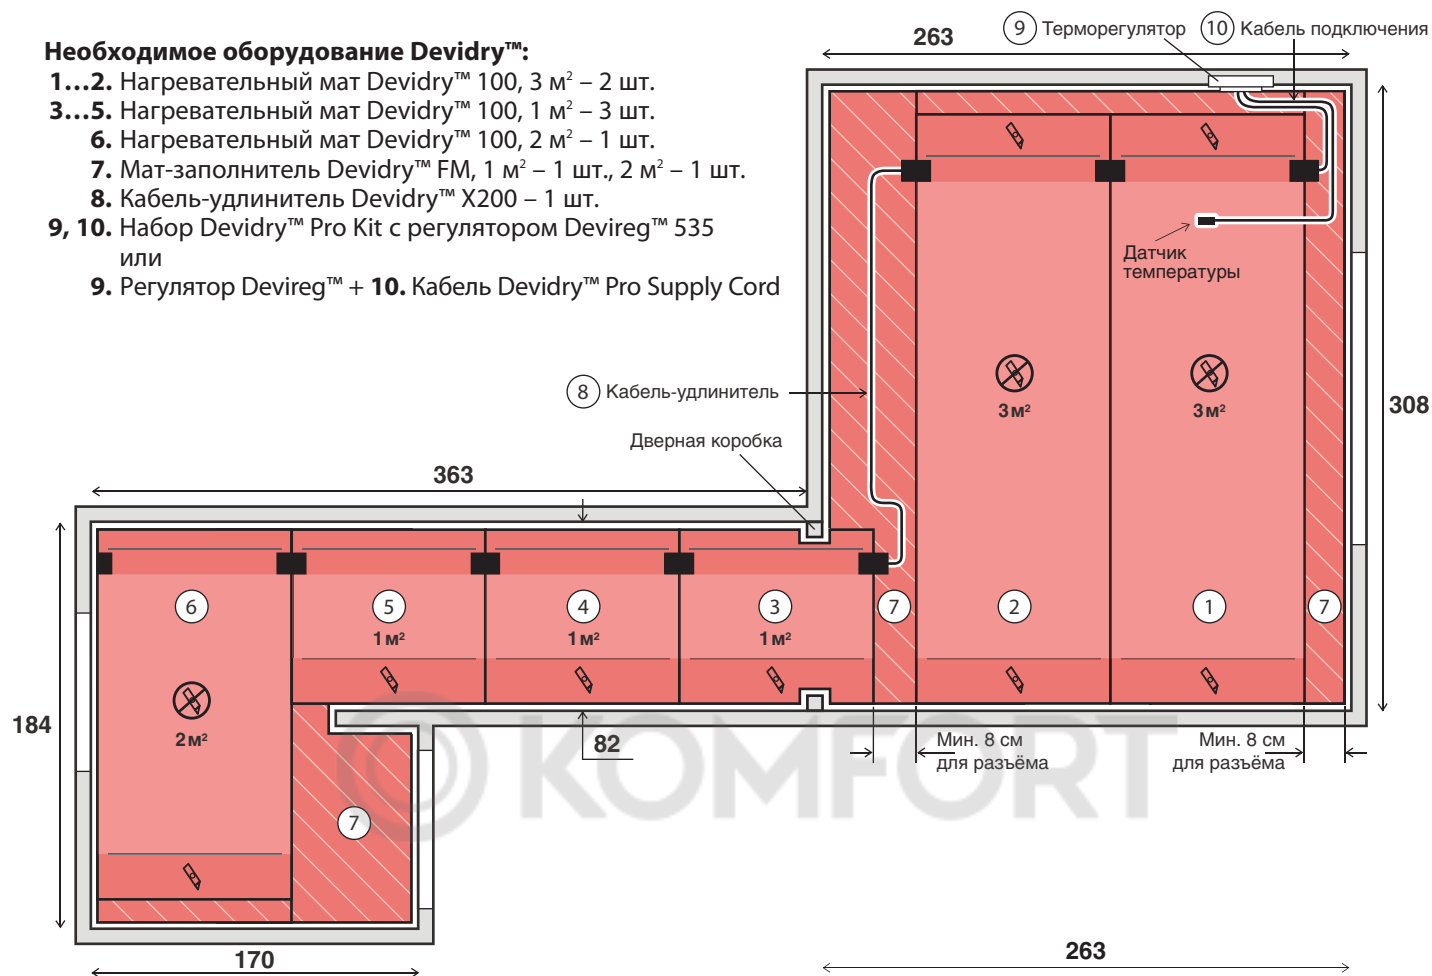 Необходимое оборудование Devidry™:
1...2. Нагревательный мат Devidry™ 100, 3 м² – 2 шт.
3...5. Нагревательный мат Devidry™ 100, 1 м² – 3 шт.
6. Нагревательный мат Devidry™ 100, 2 м² – 1 шт.
7. Мат-заполнитель Devidry™ FM, 1 м² – 1 шт., 2 м² – 1 шт.
8. Кабель-удлинитель Devidry™ X200 – 1 шт.
9, 10. Набор Devidry™ Pro Kit с регулятором Devireg™ 535
или
9. Регулятор Devireg™ + 10. Кабель Devidry™ Pro Supply Cord
263
9 Терморегулятор
10 Кабель подключения
Датчик
температуры
308
3 м²
3 м²
8 Кабель-удлинитель
Дверная коробка
363
6
5
4
3
7
2
1
7
1 м²
1 м²
1 м²
184
2 м²
82
Мин. 8 см
для разъёма
Мин. 8 см
для разъёма
7
KOMFORT
170
263